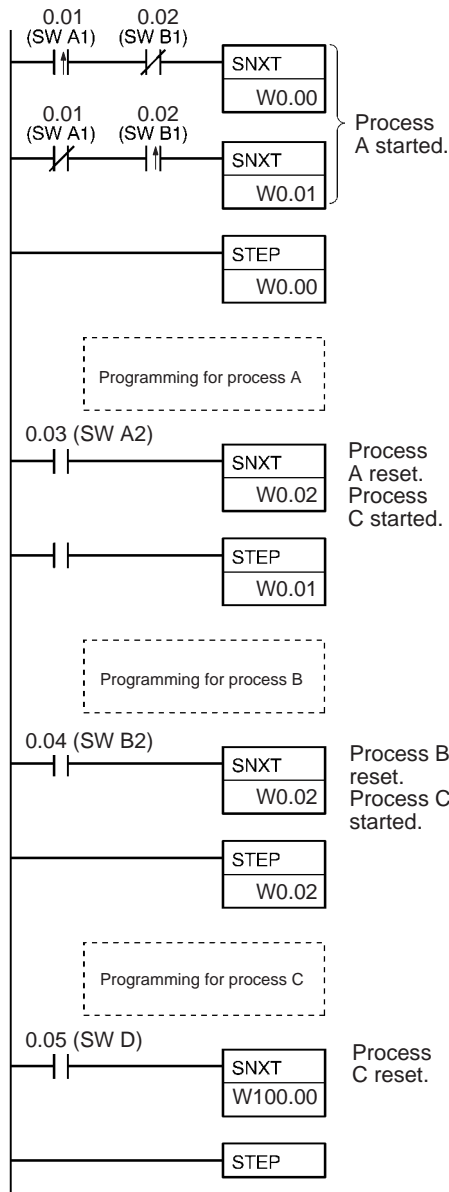 0.01 0.02
(SW A1) (SW B1)
SNXT
W0.00
0.01 0.02
(SW A1) (SW B1)
SNXT
W0.01
Process
A started.
STEP
W0.00
Programming for process A
0.03 (SW A2)
SNXT
W0.02
Process
A reset.
Process
C started.
STEP
W0.01
Programming for process B
0.04 (SW B2)
SNXT
W0.02
Process B
reset.
Process C
started.
STEP
W0.02
Programming for process C
0.05 (SW D)
SNXT
W100.00
Process
C reset.
STEP